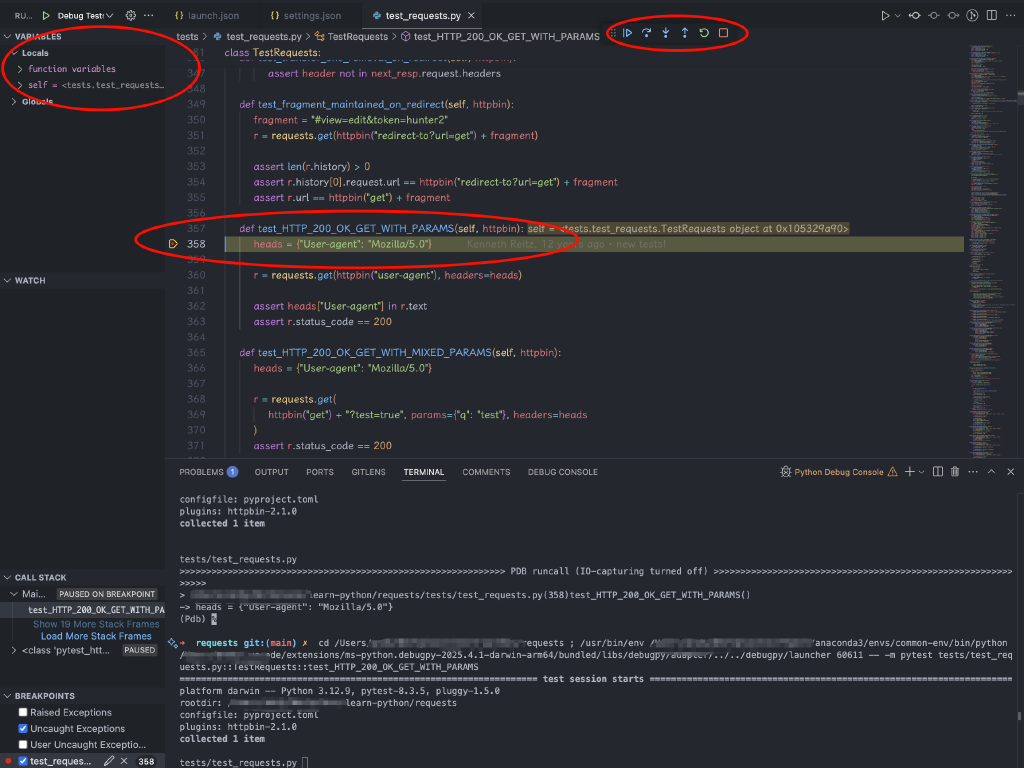 RU... Debug Test ...
launch.json
settings.json
test_requests.py
VARIABLES
Locals
function variables
self = <tests.test_requests...
Globals
WATCH
CALL STACK
Mai... PAUSED ON BREAKPOINT
test_HTTP_200_OK_GET_WITH_PA
Show 19 More Stack Frames
Load More Stack Frames
<class 'pytest_htt... PAUSED
BREAKPOINTS
Raised Exceptions
Uncaught Exceptions
User Uncaught Exceptio...
test_reques... 358
tests > test_requests.py > TestRequests > test_HTTP_200_OK_GET_WITH_PARAMS
class TestRequests:
347 assert header not in next_resp.request.headers
348
349 def test_fragment_maintained_on_redirect(self, httpbin):
350 fragment = "#view=edit&token=hunter2"
351 r = requests.get(httpbin("redirect-to?url=get") + fragment)
352
353 assert len(r.history) > 0
354 assert r.history[0].request.url == httpbin("redirect-to?url=get") + fragment
355 assert r.url == httpbin("get") + fragment
356
357 def test_HTTP_200_OK_GET_WITH_PARAMS(self, httpbin): self = <tests.test_requests.TestRequests object at 0x105329a90>
358 heads = {"User-agent": "Mozilla/5.0"} Kenneth Reitz, 12 years ago • new tests!
359
360 r = requests.get(httpbin("user-agent"), headers=heads)
361
362 assert heads["User-agent"] in r.text
363 assert r.status_code == 200
364
365 def test_HTTP_200_OK_GET_WITH_MIXED_PARAMS(self, httpbin):
366 heads = {"User-agent": "Mozilla/5.0"}
367
368 r = requests.get(
369 httpbin("get") + "?test=true", params={"q": "test"}, headers=heads
370 )
371 assert r.status_code == 200
PROBLEMS 1 OUTPUT PORTS GITLENS TERMINAL COMMENTS DEBUG CONSOLE
Python Debug Console
configfile: pyproject.toml
plugins: httpbin-2.1.0
collected 1 item
tests/test_requests.py
>>>>>>>>>>>>>>>>>>>>>>>>>>>>>>>>>>>>>>>>>>>>>>>>>>>>>>>> PDB runcall (IO-capturing turned off) >>>>>>>>>>>>>>>>>>>>>>>>>>>>>>>>>>>>>>>>>>>>>>>>>>>
>>>>>
> earn-python/requests/tests/test_requests.py(358)test_HTTP_200_OK_GET_WITH_PARAMS()
-> heads = {"User-agent": "Mozilla/5.0"}
(Pdb)
➜ requests git:(main) ✗ cd /Users/ requests ; /usr/bin/env / anaconda3/envs/common-env/bin/python
/ de/extensions/ms-python.debugpy-2025.4.1-darwin-arm64/bundled/libs/debugpy/adapter/../../debugpy/launcher 60611 -- -m pytest tests/test_req
uests.py::TestRequests::test_HTTP_200_OK_GET_WITH_PARAMS
============================================================= test session starts ==============================================================
platform darwin -- Python 3.12.9, pytest-8.3.5, pluggy-1.5.0
rootdir: / learn-python/requests
configfile: pyproject.toml
plugins: httpbin-2.1.0
collected 1 item
tests/test_requests.py